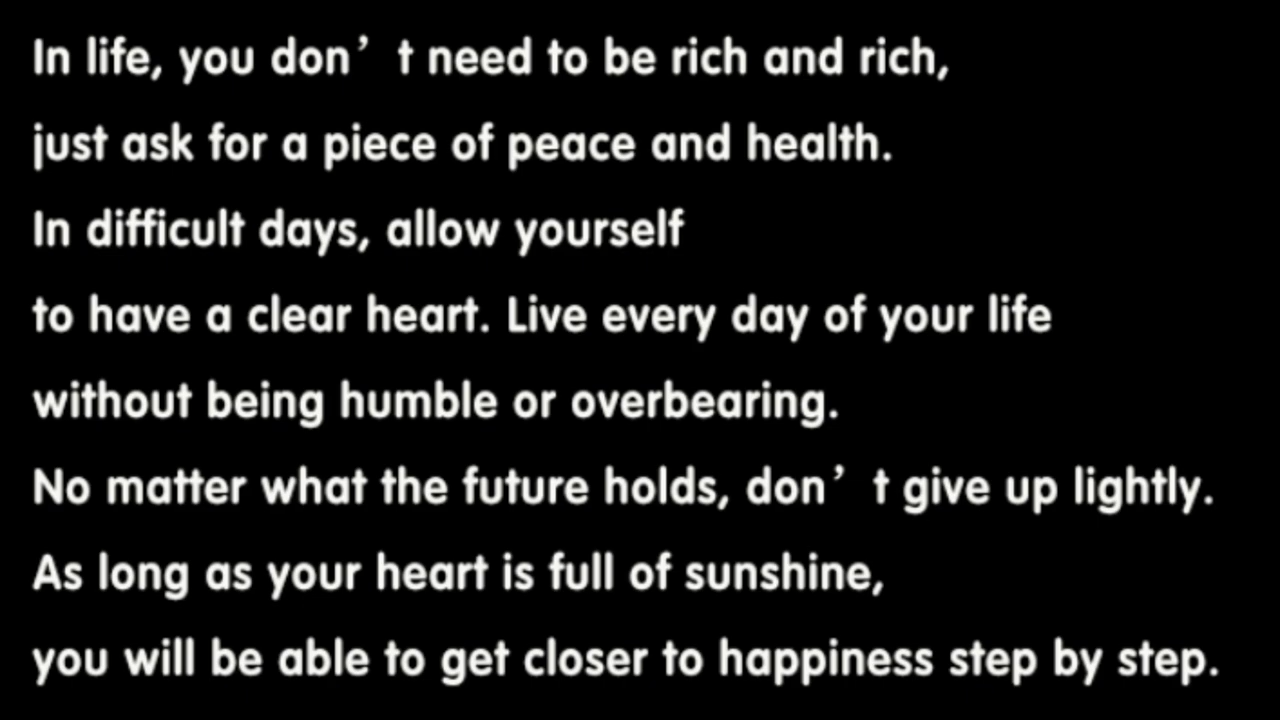 In life, you don’ t need to be rich and rich,
just ask for a piece of peace and health.
In difficult days, allow yourself
to have a clear heart. Live every day of your life
without being humble or overbearing.
No matter what the future holds, don’ t give up lightly.
As long as your heart is full of sunshine,
you will be able to get closer to happiness step by step.